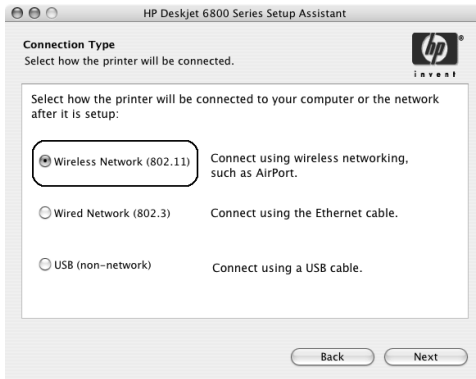 HP Deskjet 6800 Series Setup Assistant
Connection Type
Select how the printer will be connected.
hp
®
invent
Select how the printer will be connected to your computer or the network
after it is setup:
Wireless Network (802.11)
Connect using wireless networking,
such as AirPort.
Wired Network (802.3)
Connect using the Ethernet cable.
USB (non-network)
Connect using a USB cable.
Back
Next